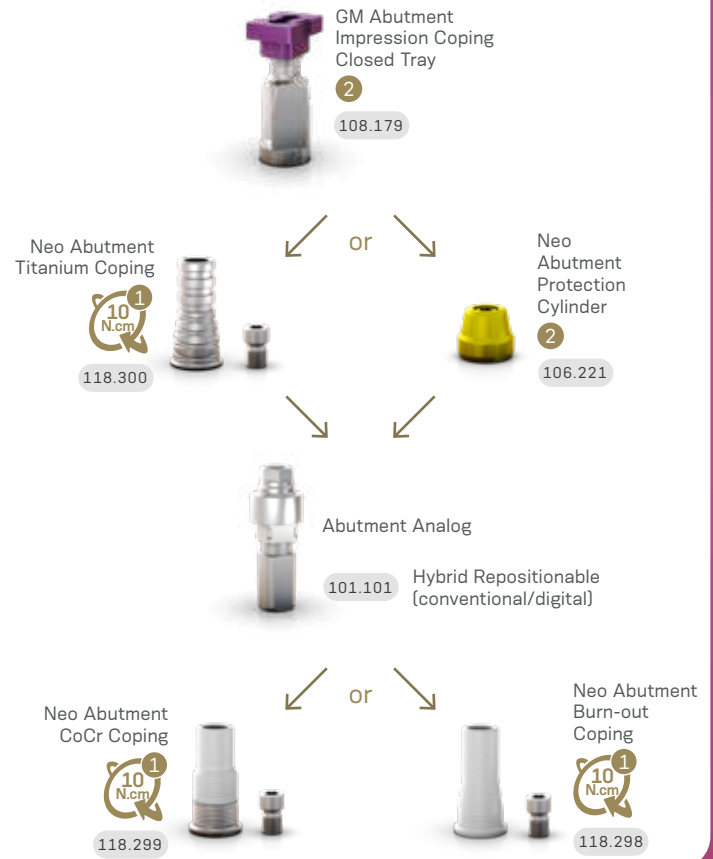 GM Abutment
Impression Coping
Closed Tray
2
108.179
or
Neo Abutment
Titanium Coping
1
10
N.cm
118.300
Neo
Abutment
Protection
Cylinder
2
106.221
Abutment Analog
101.101
Hybrid Repositionable
(conventional/digital)
or
Neo Abutment
CoCr Coping
1
10
N.cm
118.299
Neo Abutment
Burn-out
Coping
1
10
N.cm
118.298